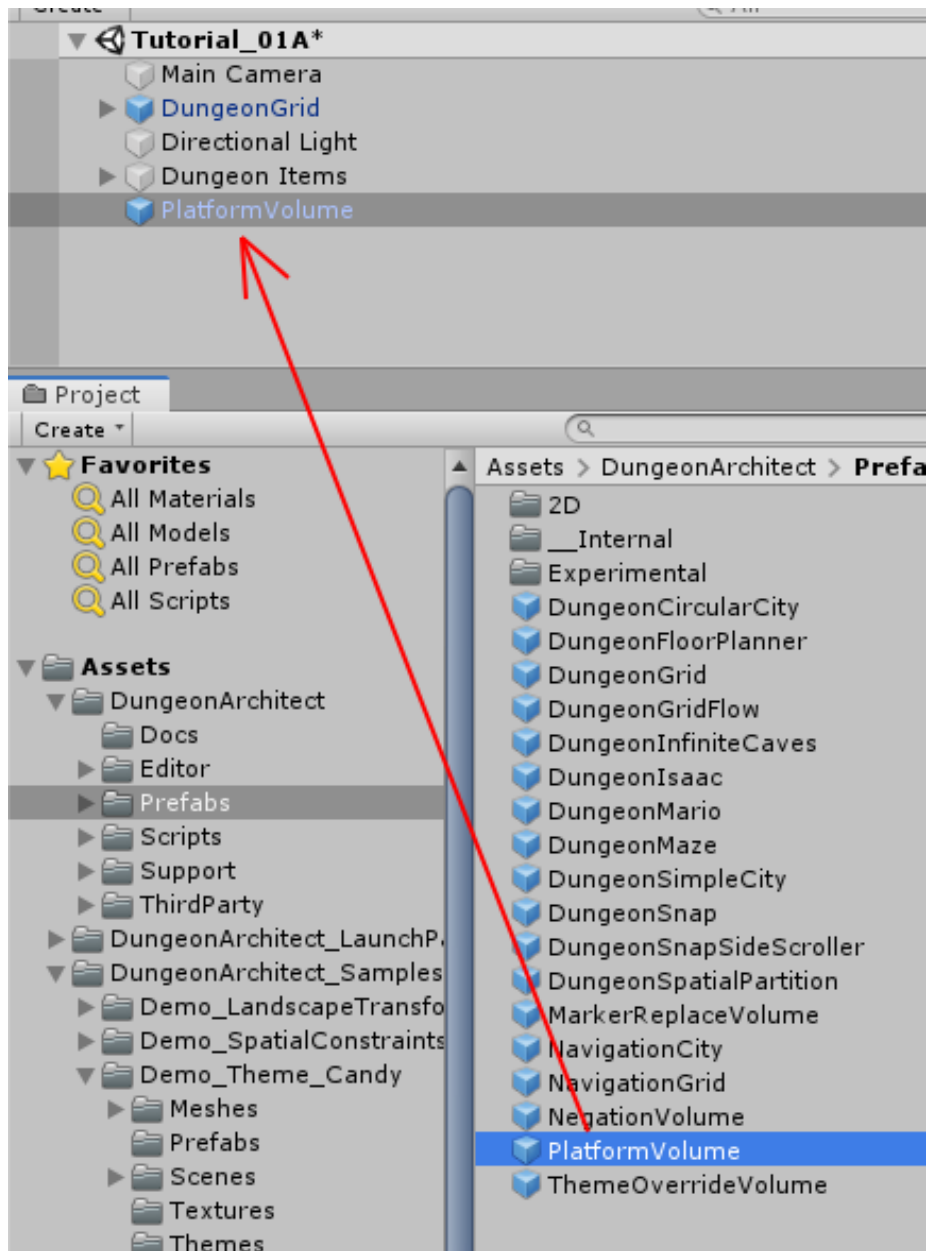 Tutorial_01A*
Main Camera
DungeonGrid
Directional Light
Dungeon Items
PlatformVolume
Project
Create
Favorites
All Materials
All Models
All Prefabs
All Scripts
Assets
DungeonArchitect
Docs
Editor
Prefabs
Scripts
Support
ThirdParty
DungeonArchitect_LaunchP
DungeonArchitect_Samples
Demo_LandscapeTransfo
Demo_SpatialConstraints
Demo_Theme_Candy
Meshes
Prefabs
Scenes
Textures
Themes
Assets > DungeonArchitect > Prefa
2D
__Internal
Experimental
DungeonCircularCity
DungeonFloorPlanner
DungeonGrid
DungeonGridFlow
DungeonInfiniteCaves
DungeonIsaac
DungeonMario
DungeonMaze
DungeonSimpleCity
DungeonSnap
DungeonSnapSideScroller
DungeonSpatialPartition
MarkerReplaceVolume
NavigationCity
NavigationGrid
NegationVolume
PlatformVolume
ThemeOverrideVolume